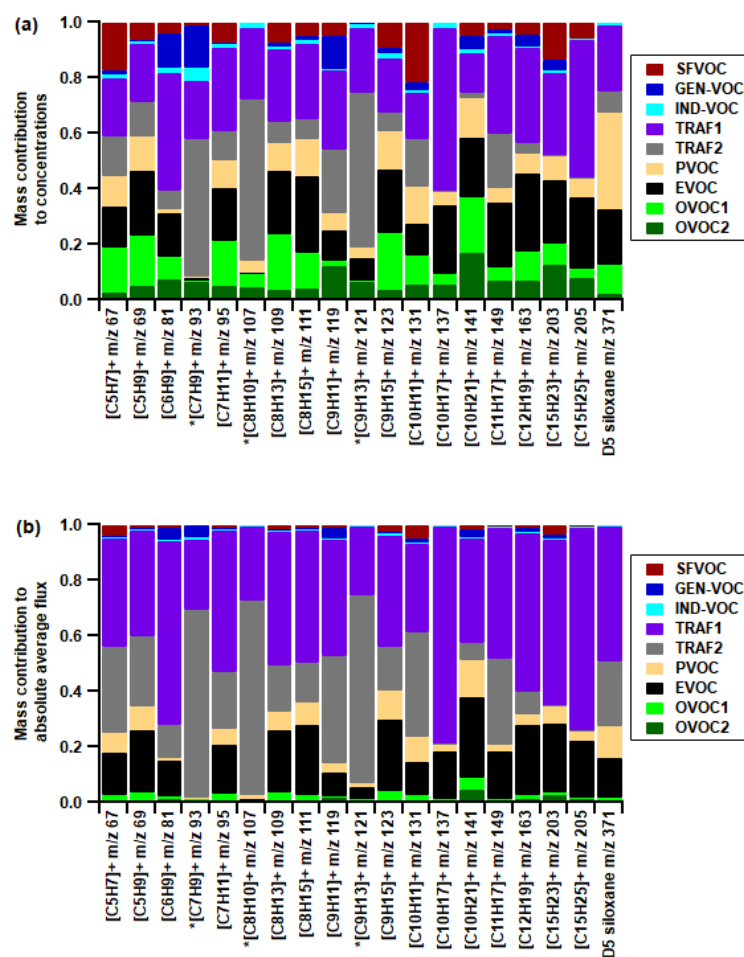 (a)
Mass contribution
to concentrations
1.0
0.8
0.6
0.4
0.2
0.0
SFVOC
GEN-VOC
IND-VOC
TRAF1
TRAF2
PVOC
EVOC
OVOC1
OVOC2
[C5H7]+ m/z 67
[C5H9]+ m/z 69
[C6H9]+ m/z 81
*[C7H9]+ m/z 93
[C7H11]+ m/z 95
*[C8H10]+ m/z 107
[C8H13]+ m/z 109
[C8H15]+ m/z 111
[C9H11]+ m/z 119
*[C9H13]+ m/z 121
[C9H15]+ m/z 123
[C10H11]+ m/z 131
[C10H17]+ m/z 137
[C10H21]+ m/z 141
[C11H17]+ m/z 149
[C12H19]+ m/z 163
[C15H23]+ m/z 203
[C15H25]+ m/z 205
D5 siloxane m/z 371
(b)
Mass contribution to
absolute average flux
1.0
0.8
0.6
0.4
0.2
0.0
SFVOC
GEN-VOC
IND-VOC
TRAF1
TRAF2
PVOC
EVOC
OVOC1
OVOC2
[C5H7]+ m/z 67
[C5H9]+ m/z 69
[C6H9]+ m/z 81
*[C7H9]+ m/z 93
[C7H11]+ m/z 95
*[C8H10]+ m/z 107
[C8H13]+ m/z 109
[C8H15]+ m/z 111
[C9H11]+ m/z 119
*[C9H13]+ m/z 121
[C9H15]+ m/z 123
[C10H11]+ m/z 131
[C10H17]+ m/z 137
[C10H21]+ m/z 141
[C11H17]+ m/z 149
[C12H19]+ m/z 163
[C15H23]+ m/z 203
[C15H25]+ m/z 205
D5 siloxane m/z 371